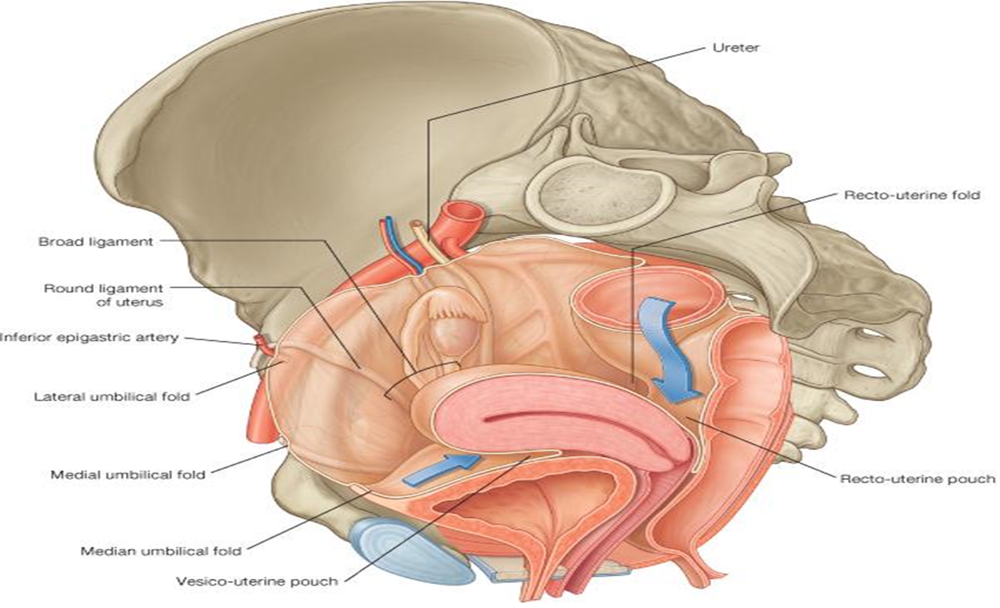 Ureter
Recto-uterine fold
Broad ligament
Round ligament
of uterus
Inferior epigastric artery
Lateral umbilical fold
Medial umbilical fold
Recto-uterine pouch
Median umbilical fold
Vesico-uterine pouch